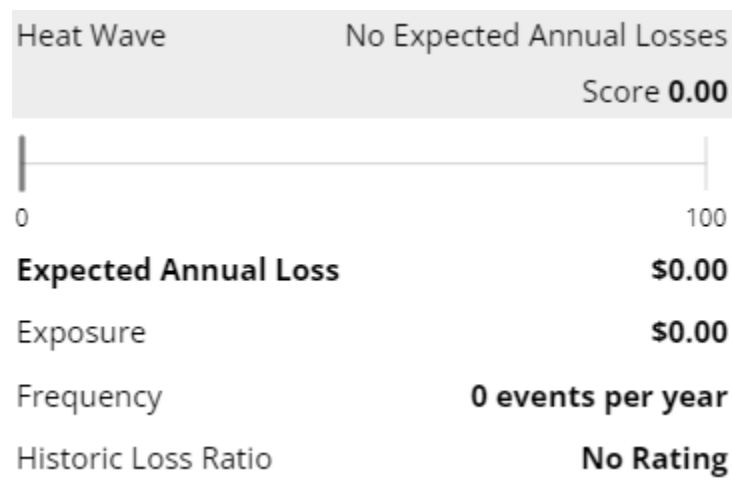 Heat Wave No Expected Annual Losses
Score 0.00
0 100
Expected Annual Loss $0.00
Exposure $0.00
Frequency 0 events per year
Historic Loss Ratio No Rating